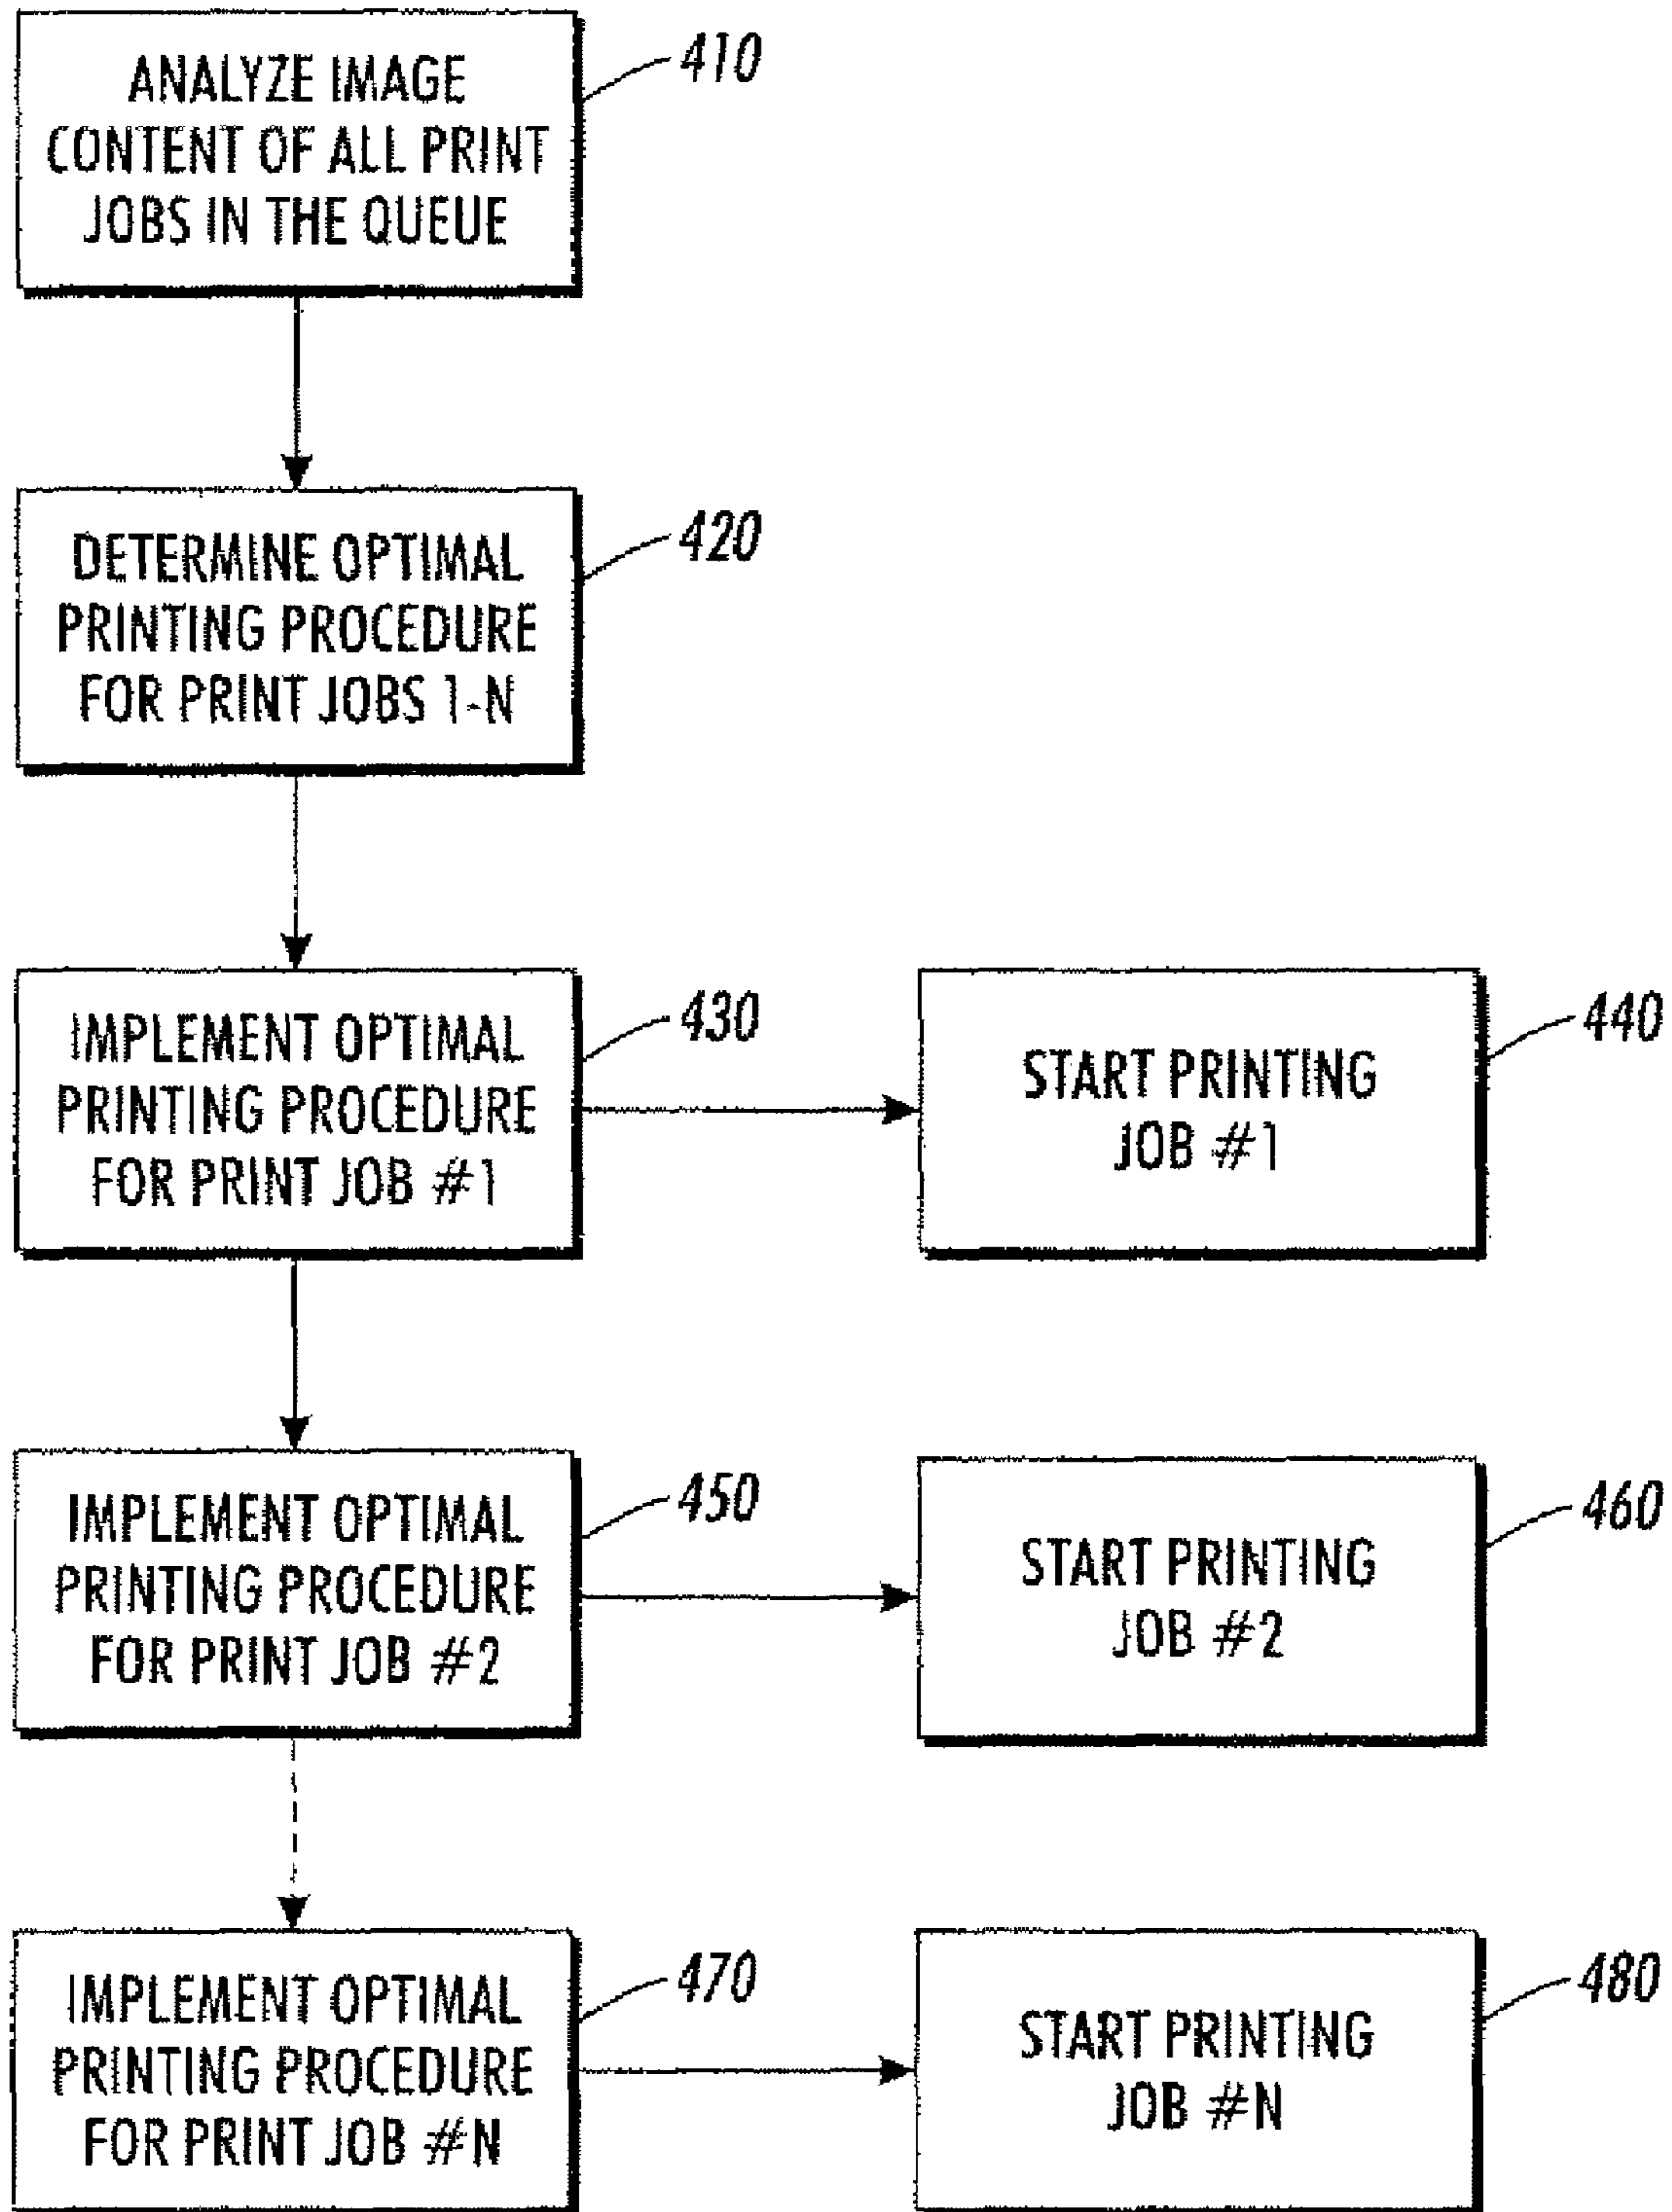 ANALYZE IMAGE
CONTENT OF ALL PRINT
JOBS IN THE QUEUE
410
DETERMINE OPTIMAL
PRINTING PROCEDURE
FOR PRINT JOBS 1-N
420
IMPLEMENT OPTIMAL
PRINTING PROCEDURE
FOR PRINT JOB #1
430
START PRINTING
JOB #1
440
IMPLEMENT OPTIMAL
PRINTING PROCEDURE
FOR PRINT JOB #2
450
START PRINTING
JOB #2
460
IMPLEMENT OPTIMAL
PRINTING PROCEDURE
FOR PRINT JOB #N
470
START PRINTING
JOB #N
480